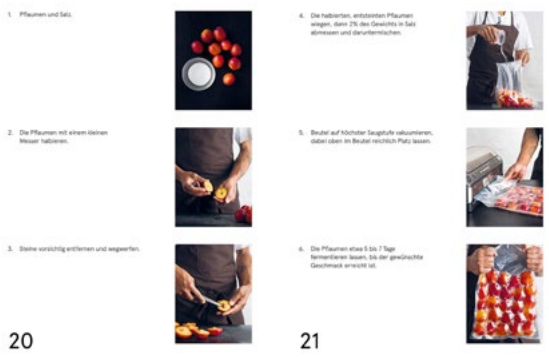 1. Pflaumen und Salz.
2. Die Pflaumen mit einem kleinen
Messer halbieren.
3. Steine vorsichtig entfernen und wegwerfen.
20
4. Die halbierten, entsteinten Pflaumen
wiegen, dann 2% des Gewichts in Salz
abmessen und daruntermischen.
5. Beutel auf höchster Saugstufe vakuumieren,
dabei oben im Beutel reichlich Platz lassen.
6. Die Pflaumen etwa 5 bis 7 Tage
fermentieren lassen, bis der gewünschte
Geschmack erreicht ist.
21